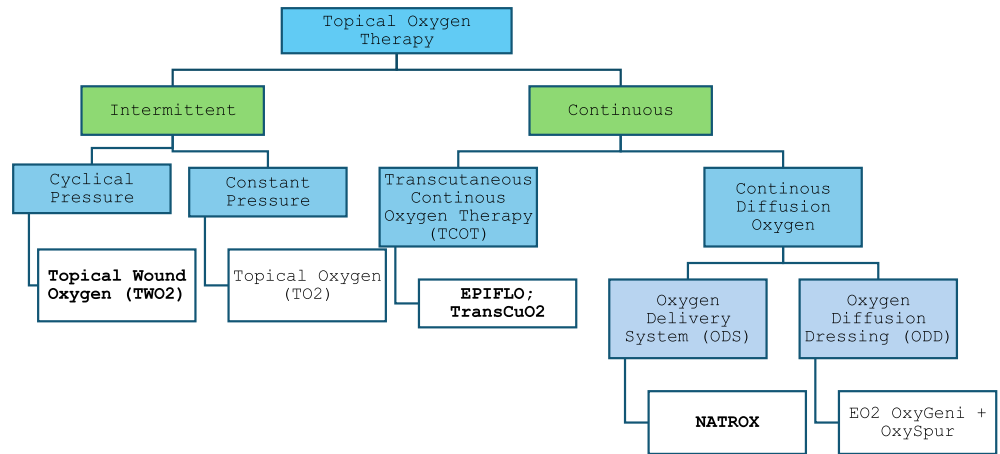 Topical Oxygen
Therapy
Intermittent
Continuous
Cyclical
Pressure
Constant
Pressure
Transcutaneous
Continous
Oxygen Therapy
(TCOT)
Continous
Diffusion
Oxygen
Topical Wound
Oxygen (TWO2)
Topical Oxygen
(TO2)
EPIFLO;
TransCuO2
Oxygen
Delivery
System (ODS)
Oxygen
Diffusion
Dressing (ODD)
NATROX
EO2 OxyGeni +
OxySpur